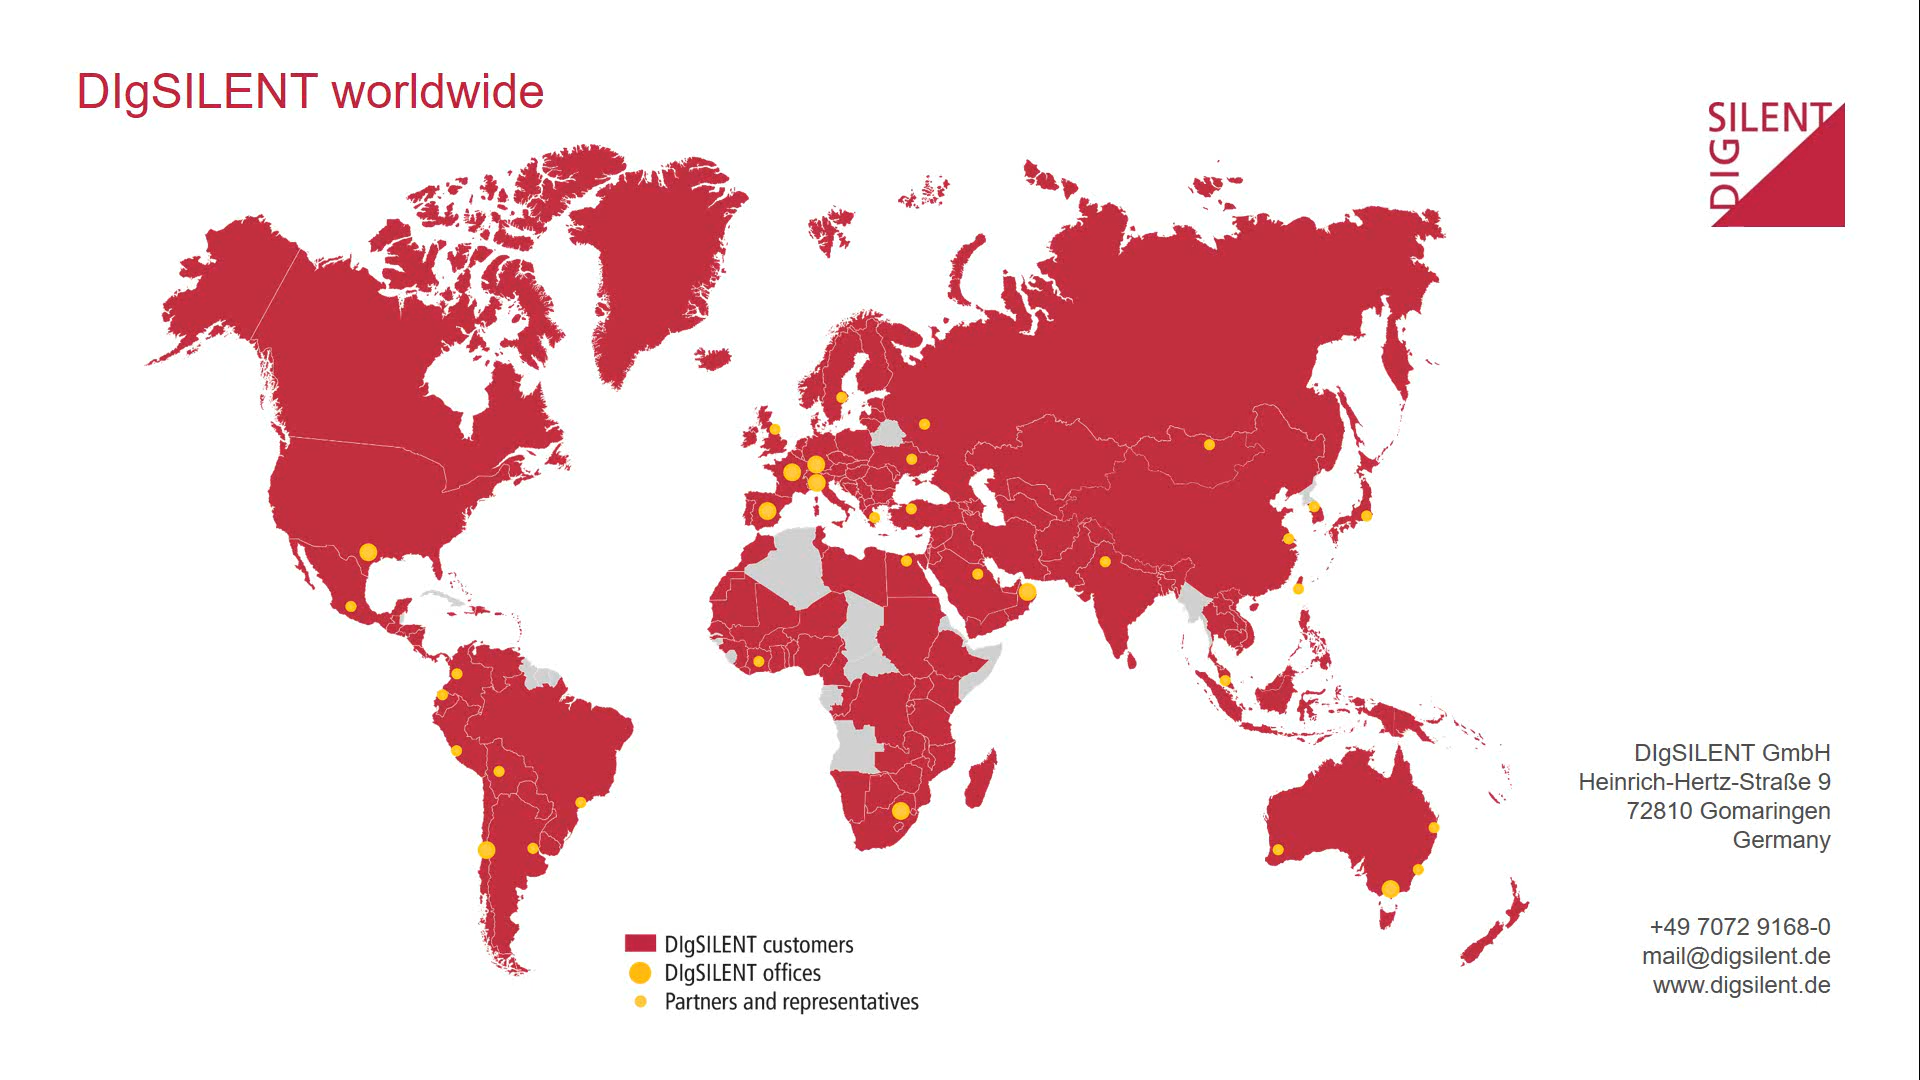 DIgSILENT worldwide
SILENT
DIG
DIgSILENT GmbH
Heinrich-Hertz-Straße 9
72810 Gomaringen
Germany
+49 7072 9168-0
mail@digsilent.de
www.digsilent.de
DIgSILENT customers
DIgSILENT offices
Partners and representatives